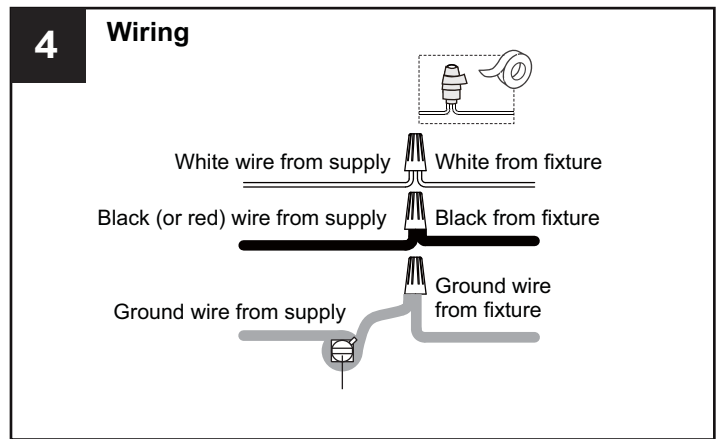 4
Wiring
White wire from supply
White from fixture
Black (or red) wire from supply
Black from fixture
Ground wire from supply
Ground wire
from fixture